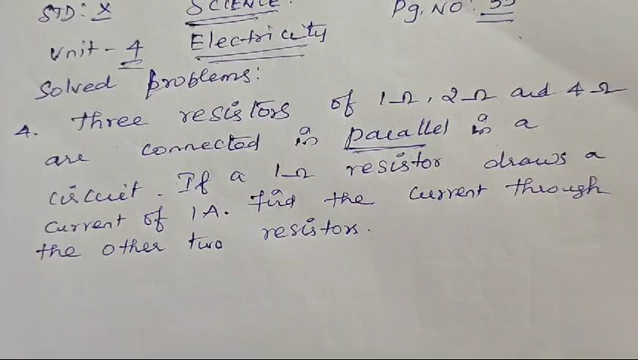 STD: X SCIENCE Pg. NO: 55
Unit - 4 Electricity
Solved problems:
4. Three resistors of 1Ω, 2Ω and 4Ω
are connected in parallel in a
circuit. If a 1Ω resistor draws a
current of 1A. find the current through
the other two resistors.